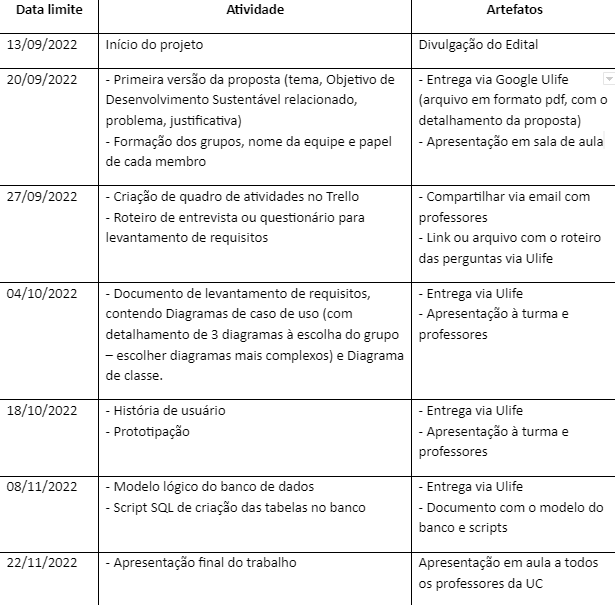 Data limite
Atividade
Artefatos
13/09/2022
Início do projeto
Divulgação do Edital
20/09/2022
- Primeira versão da proposta (tema, Objetivo de
Desenvolvimento Sustentável relacionado,
problema, justificativa)
- Formação dos grupos, nome da equipe e papel
de cada membro
- Entrega via Google Ulife
(arquivo em formato pdf, com o
detalhamento da proposta)
- Apresentação em sala de aula
27/09/2022
- Criação de quadro de atividades no Trello
- Roteiro de entrevista ou questionário para
levantamento de requisitos
- Compartilhar via email com
professores
- Link ou arquivo com o roteiro
das perguntas via Ulife
04/10/2022
- Documento de levantamento de requisitos,
contendo Diagramas de caso de uso (com
detalhamento de 3 diagramas à escolha do grupo
– escolher diagramas mais complexos) e Diagrama
de classe.
- Entrega via Ulife
- Apresentação à turma e
professores
18/10/2022
- História de usuário
- Prototipação
- Entrega via Ulife
- Apresentação à turma e
professores
08/11/2022
- Modelo lógico do banco de dados
- Script SQL de criação das tabelas no banco
- Entrega via Ulife
- Documento com o modelo do
banco e scripts
22/11/2022
- Apresentação final do trabalho
Apresentação em aula a todos
os professores da UC